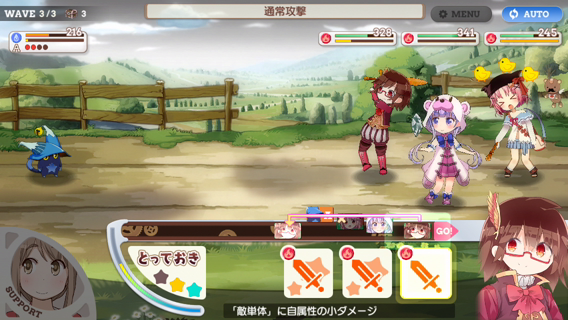 WAVE 3/3 3
通常攻撃
MENU
AUTO
216
A
328
341
245
GO!
とっておき
SUPPORT
「敵単体」に自属性の小ダメージ